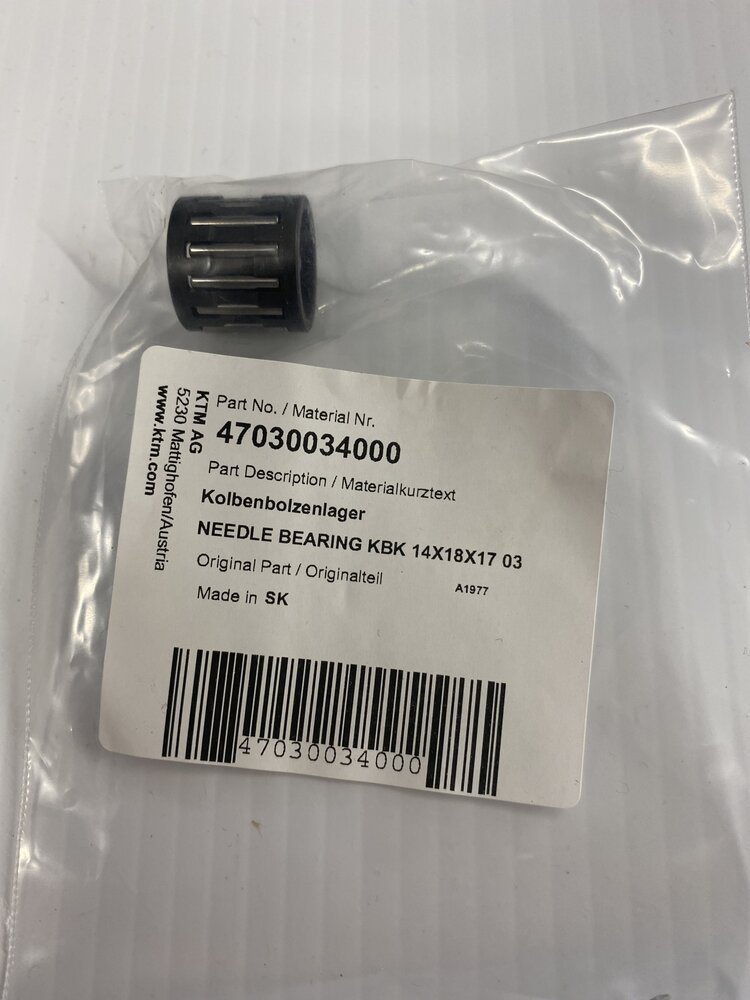 KTM AG
5230 Mattighofen/Austria
www.ktm.com
Part No. / Material Nr.
47030034000
Part Description / Materialkurztext
Kolbenbolzenlager
NEEDLE BEARING KBK 14X18X17 03
Original Part / Originalteil
A1977
Made in SK
47030034000